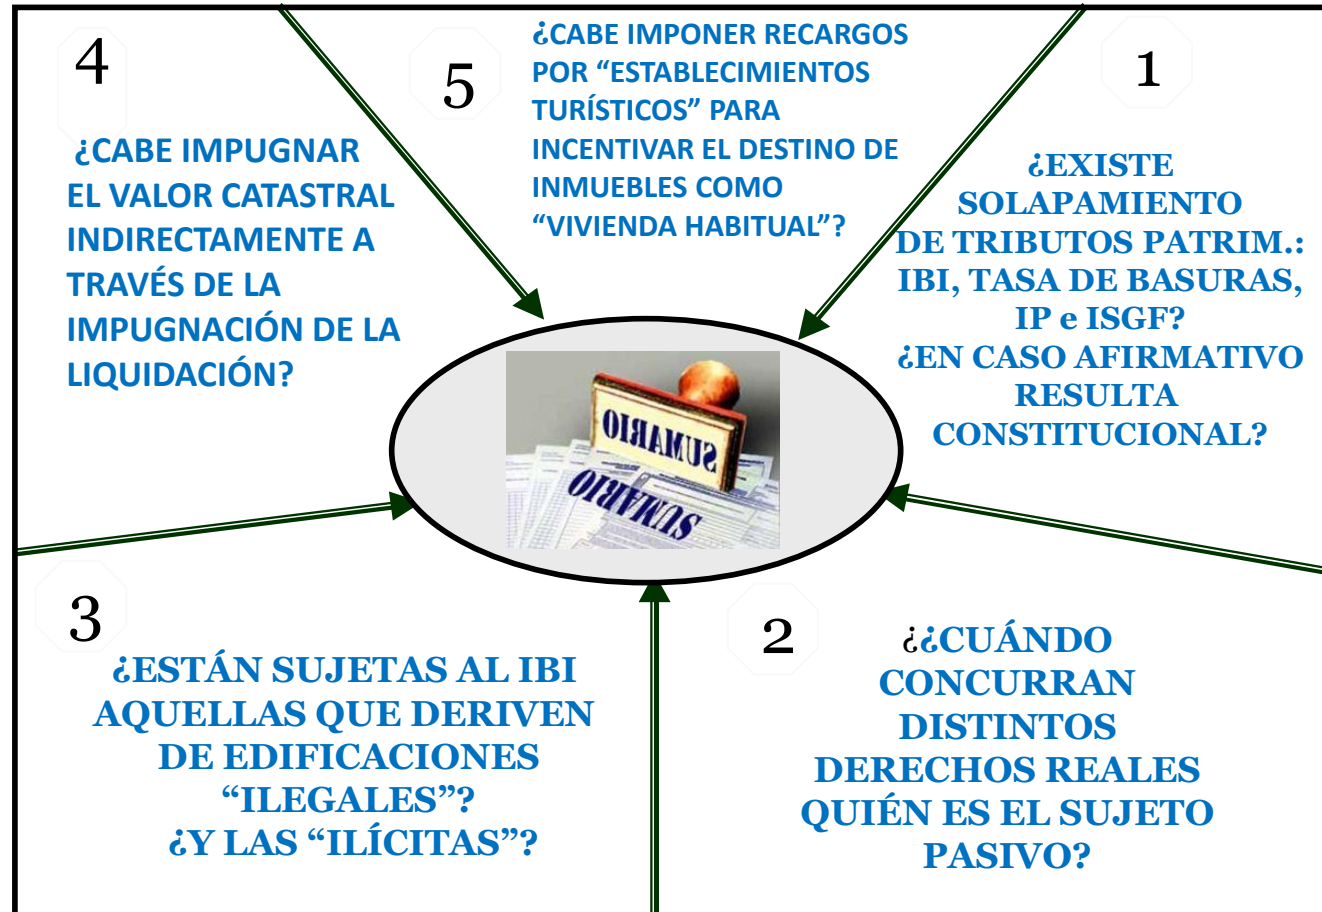 4
¿CABE IMPUGNAR
EL VALOR CATASTRAL
INDIRECTAMENTE A
TRAVÉS DE LA
IMPUGNACIÓN DE LA
LIQUIDACIÓN?
5
¿CABE IMPONER RECARGOS
POR “ESTABLECIMIENTOS
TURÍSTICOS” PARA
INCENTIVAR EL DESTINO DE
INMUEBLES COMO
“VIVIENDA HABITUAL”?
1
¿EXISTE
SOLAPAMIENTO
DE TRIBUTOS PATRIM.:
IBI, TASA DE BASURAS,
IP e ISGF?
¿EN CASO AFIRMATIVO
RESULTA
CONSTITUCIONAL?
SUMARIO
SUMARIO
3
¿ESTÁN SUJETAS AL IBI
AQUELLAS QUE DERIVEN
DE EDIFICACIONES
“ILEGALES”?
¿Y LAS “ILÍCITAS”?
2
¿¿CUÁNDO
CONCURRAN
DISTINTOS
DERECHOS REALES
QUIÉN ES EL SUJETO
PASIVO?